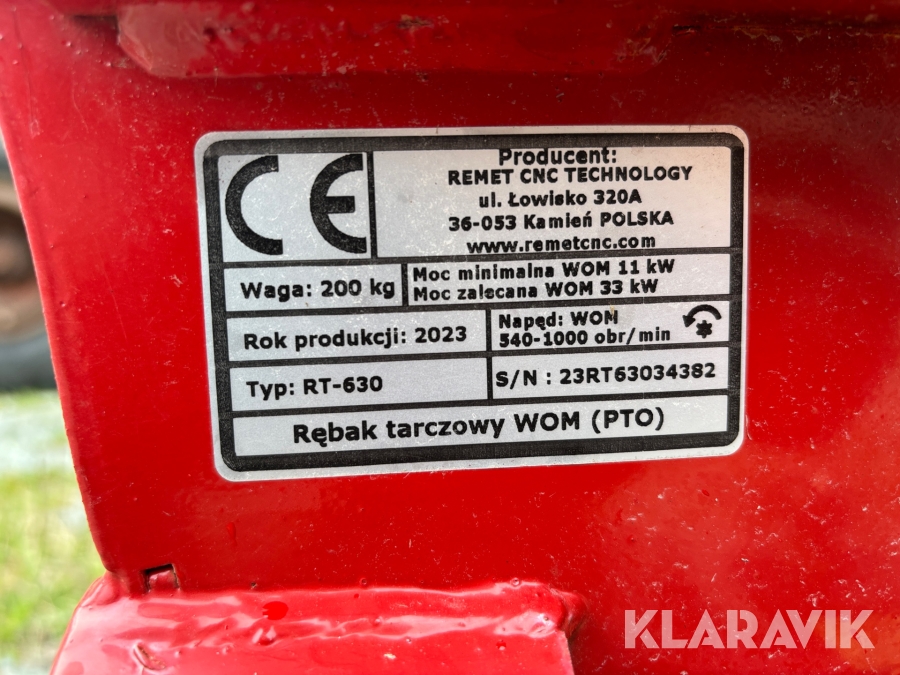 CE
Producent:
REMET CNC TECHNOLOGY
ul. Łowisko 320A
36-053 Kamień POLSKA
www.remetcnc.com
Waga: 200 kg
Moc minimalna WOM 11 kW
Moc zalecana WOM 33 kW
Rok produkcji: 2023
Napęd: WOM
540-1000 obr/min
Typ: RT-630
S/N : 23RT63034382
Rębak tarczowy WOM (PTO)
KLARAVIK